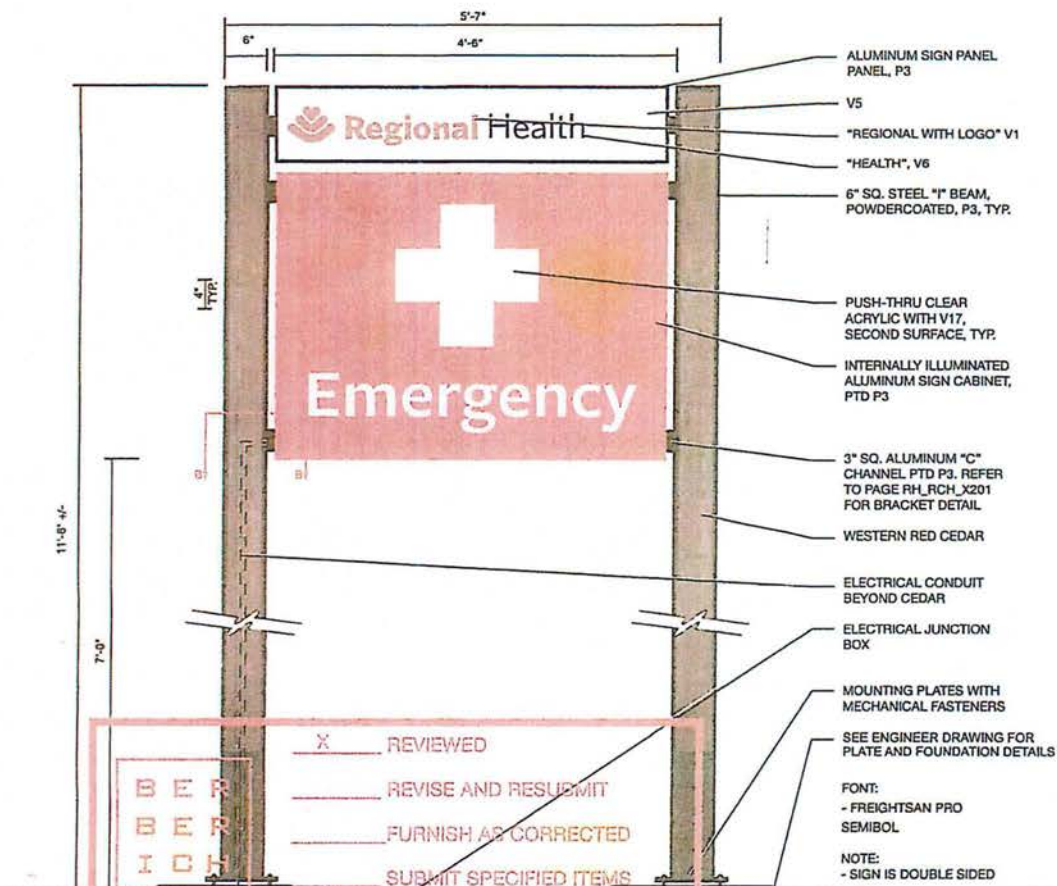 5'-7"
6"
4'-6"
Regional Health
Emergency
4"
TYP.
11'-8" +/-
7'-0"
B
B
ALUMINUM SIGN PANEL
PANEL, P3
V5
"REGIONAL WITH LOGO" V1
"HEALTH", V6
6" SQ. STEEL "I" BEAM,
POWDERCOATED, P3, TYP.
PUSH-THRU CLEAR
ACRYLIC WITH V17,
SECOND SURFACE, TYP.
INTERNALLY ILLUMINATED
ALUMINUM SIGN CABINET,
PTD P3
3" SQ. ALUMINUM "C"
CHANNEL PTD P3. REFER
TO PAGE RH_RCH_X201
FOR BRACKET DETAIL
WESTERN RED CEDAR
ELECTRICAL CONDUIT
BEYOND CEDAR
ELECTRICAL JUNCTION
BOX
MOUNTING PLATES WITH
MECHANICAL FASTENERS
SEE ENGINEER DRAWING FOR
PLATE AND FOUNDATION DETAILS
FONT:
- FREIGHTSAN PRO
SEMIBOL
NOTE:
- SIGN IS DOUBLE SIDED
BER
BER
ICH
X REVIEWED
REVISE AND RESUBMIT
FURNISH AS CORRECTED
SUBMIT SPECIFIED ITEMS